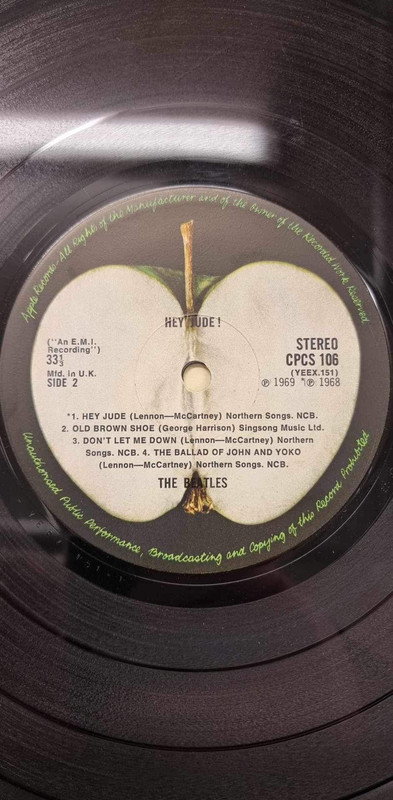 Apple Records. All Rights of the Manufacturer and of the Owner of the Recorded Work Reserved
HEY JUDE!
("An E.M.I.
Recording")
33⅓
Mfd. in U.K.
SIDE 2
STEREO
CPCS 106
(YEEX.151)
℗ 1969 *℗ 1968
*1. HEY JUDE (Lennon—McCartney) Northern Songs. NCB.
2. OLD BROWN SHOE (George Harrison) Singsong Music Ltd.
3. DON'T LET ME DOWN (Lennon—McCartney) Northern
Songs. NCB. 4. THE BALLAD OF JOHN AND YOKO
(Lennon—McCartney) Northern Songs. NCB.
THE BEATLES
Unauthorised Public Performance, Broadcasting and Copying of this Record Prohibited